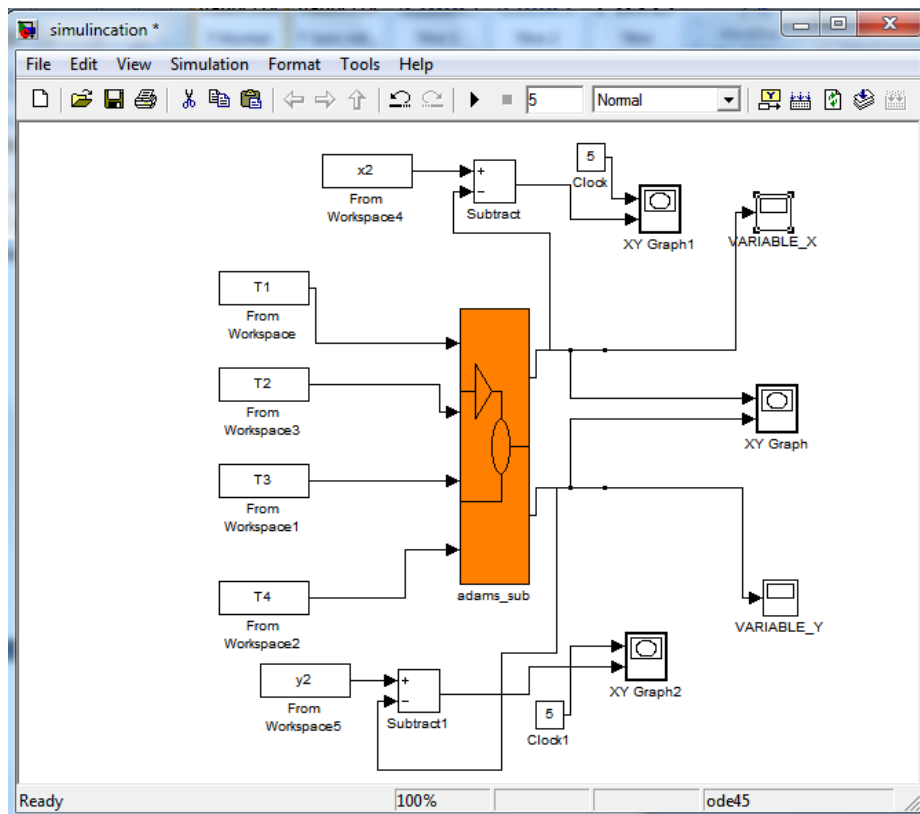 simulincation *
File Edit View Simulation Format Tools Help
5 Normal
x2
From
Workspace4
+
−
Subtract
5
Clock
XY Graph1
VARIABLE_X
T1
From
Workspace
T2
From
Workspace3
T3
From
Workspace1
T4
From
Workspace2
adams_sub
XY Graph
VARIABLE_Y
y2
From
Workspace5
+
−
Subtract1
5
Clock1
XY Graph2
Ready 100% ode45